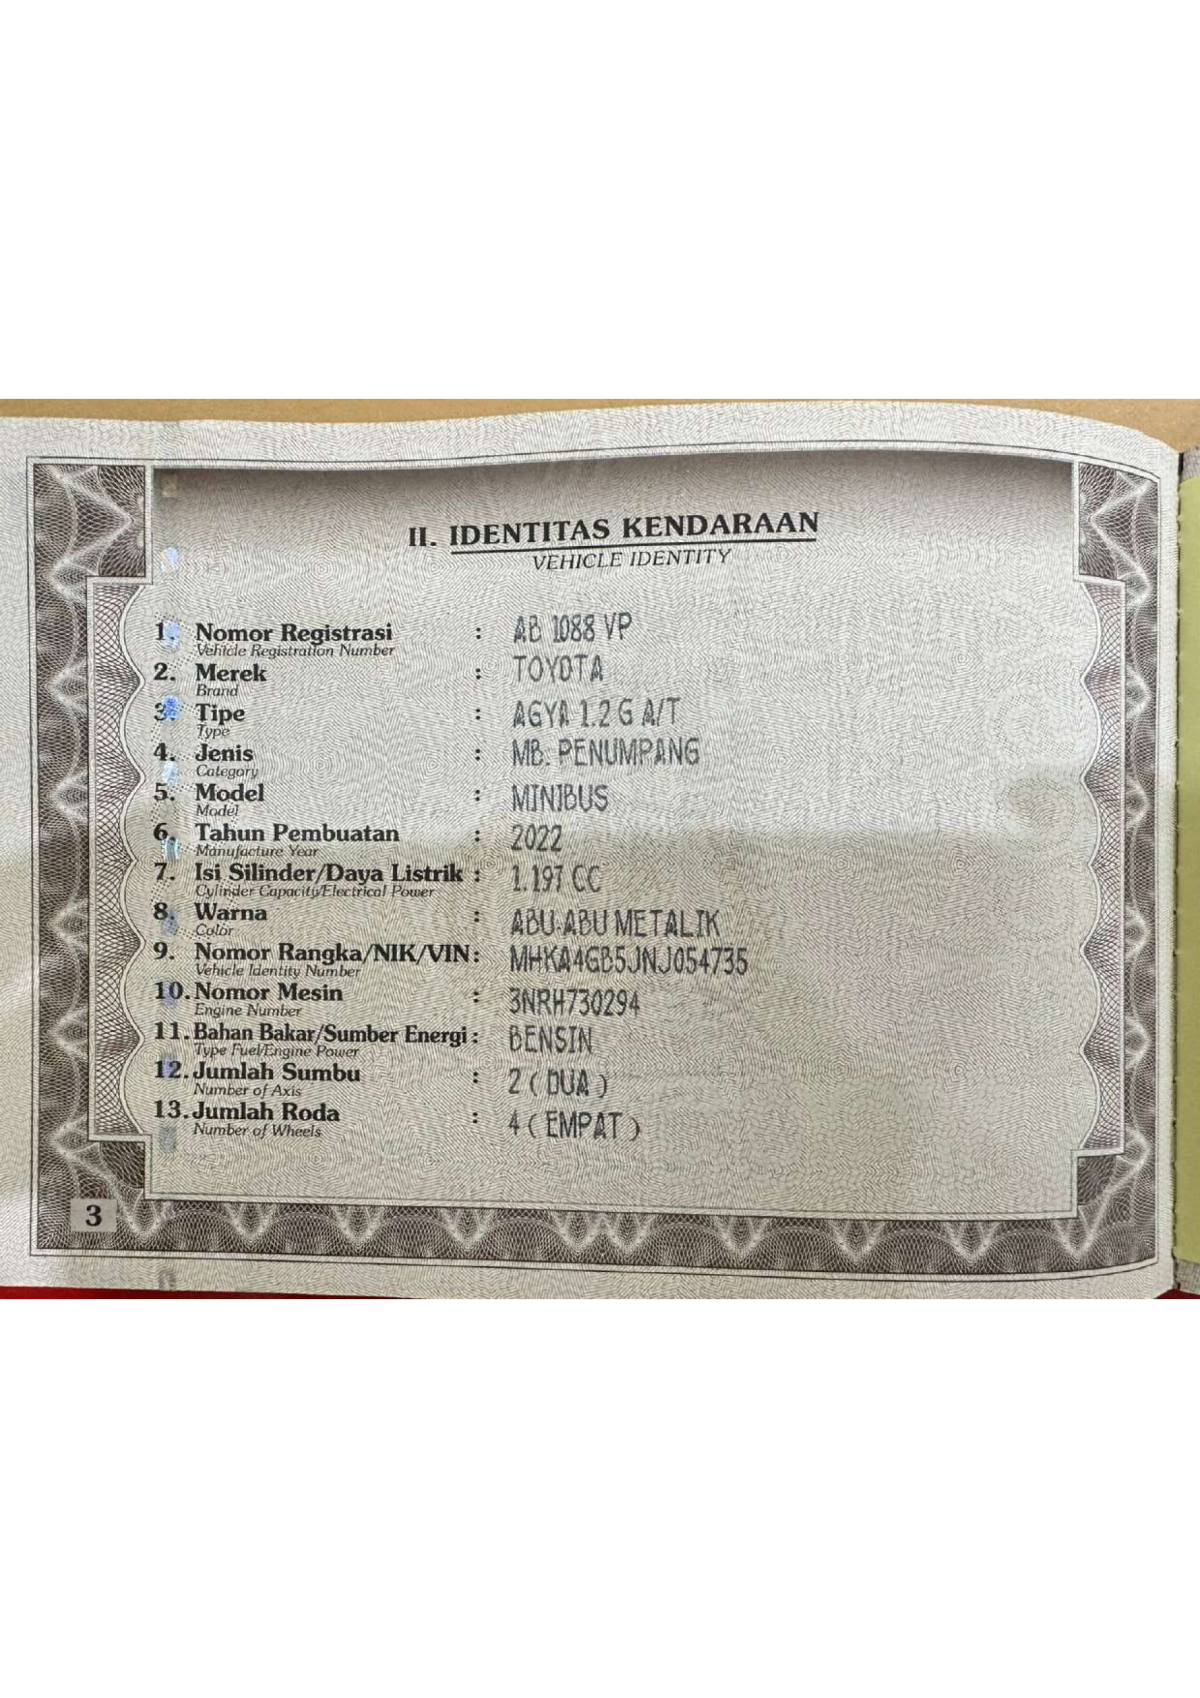 II. IDENTITAS KENDARAAN
VEHICLE IDENTITY
1. Nomor Registrasi : AB 1088 VP
Vehicle Registration Number
2. Merek : TOYOTA
Brand
3. Tipe : AGYA 1.2 G A/T
Type
4. Jenis : MB. PENUMPANG
Category
5. Model : MINIBUS
Model
6. Tahun Pembuatan : 2022
Manufacture Year
7. Isi Silinder/Daya Listrik : 1.197 CC
Cylinder Capacity/Electrical Power
8. Warna : ABU-ABU METALIK
Color
9. Nomor Rangka/NIK/VIN : MHKA4GB5JNJ054735
Vehicle Identity Number
10. Nomor Mesin : 3NRH730294
Engine Number
11. Bahan Bakar/Sumber Energi : BENSIN
Type Fuel/Engine Power
12. Jumlah Sumbu : 2 ( DUA )
Number of Axis
13. Jumlah Roda : 4 ( EMPAT )
Number of Wheels
3